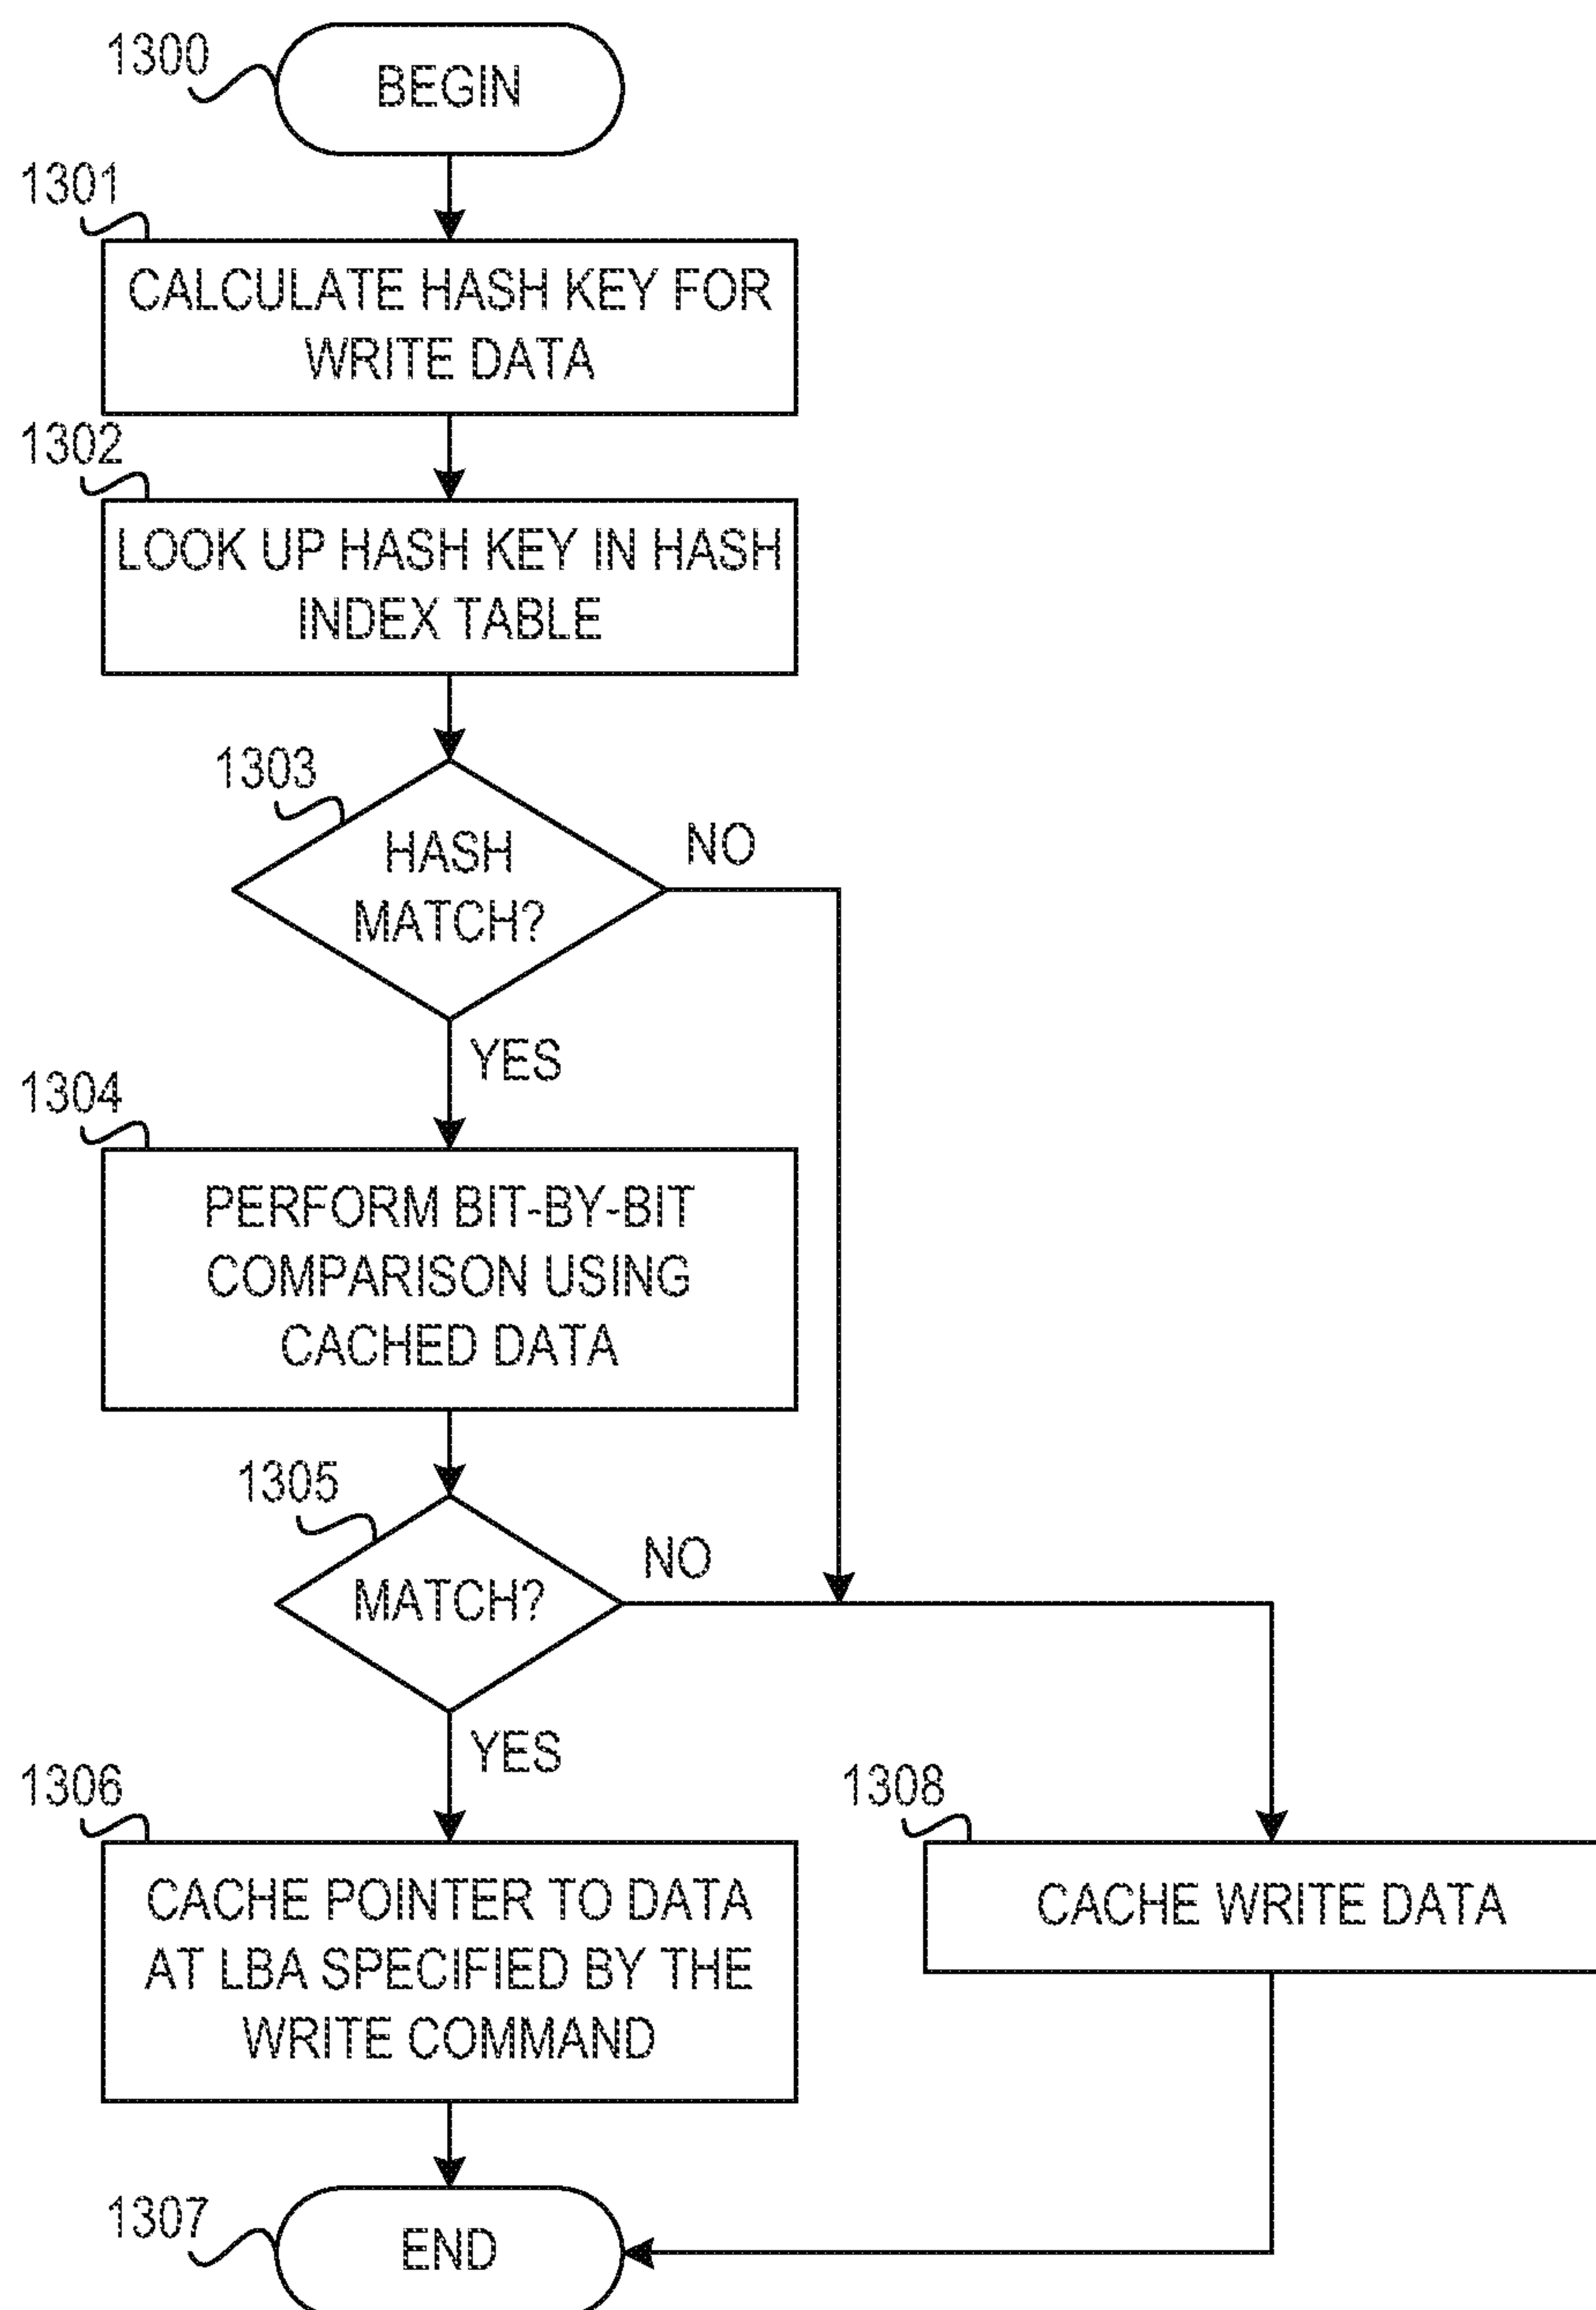 1300
BEGIN
1301
CALCULATE HASH KEY FOR
WRITE DATA
1302
LOOK UP HASH KEY IN HASH
INDEX TABLE
1303
HASH
MATCH?
NO
YES
1304
PERFORM BIT-BY-BIT
COMPARISON USING
CACHED DATA
1305
MATCH?
NO
YES
1306
CACHE POINTER TO DATA
AT LBA SPECIFIED BY THE
WRITE COMMAND
1308
CACHE WRITE DATA
1307
END